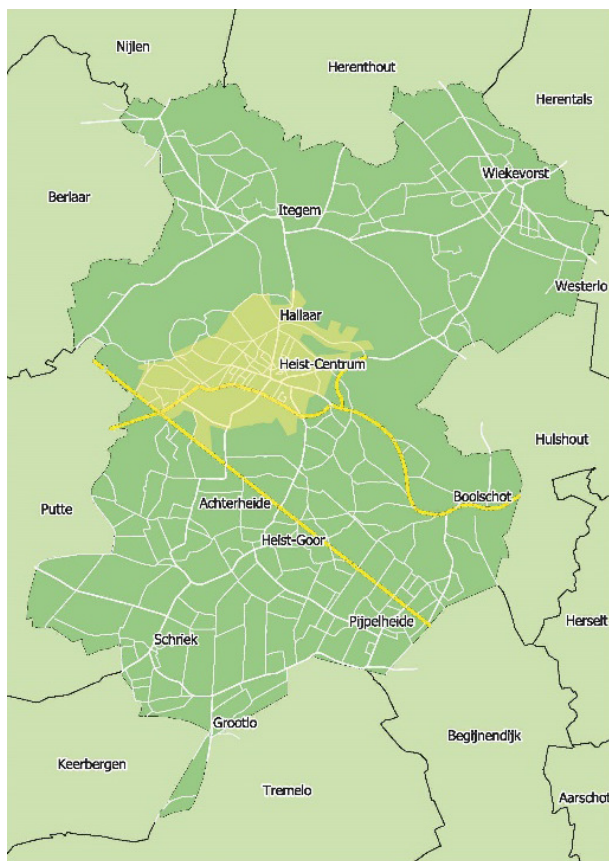 Nijlen
Herenthout
Herentals
Berlaar
Wiekevorst
Itegem
Westerlo
Hallaar
Heist-Centrum
Hulshout
Putte
Achterheide
Booischot
Heist-Goor
Pijpelheide
Herselt
Schriek
Grootlo
Begijnendijk
Keerbergen
Tremelo
Aarschot